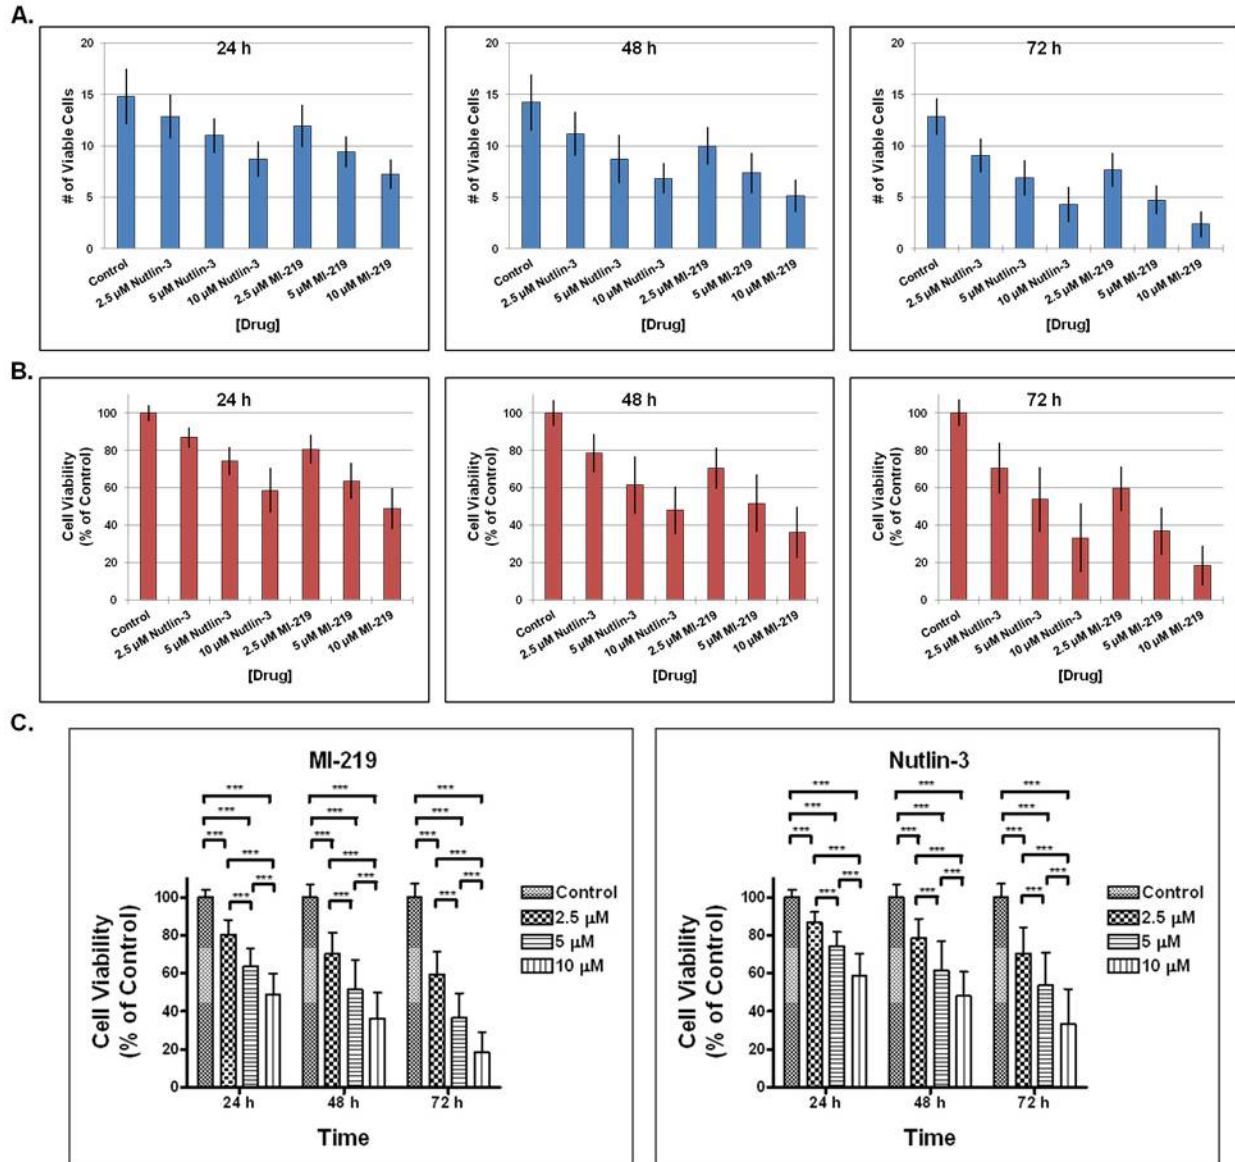 A.
24 h
# of Viable Cells
20
15
10
5
0
Control
2.5 µM Nutlin-3
5 µM Nutlin-3
10 µM Nutlin-3
2.5 µM MI-219
5 µM MI-219
10 µM MI-219
[Drug]
48 h
# of Viable Cells
20
15
10
5
0
Control
2.5 µM Nutlin-3
5 µM Nutlin-3
10 µM Nutlin-3
2.5 µM MI-219
5 µM MI-219
10 µM MI-219
[Drug]
72 h
# of Viable Cells
20
15
10
5
0
Control
2.5 µM Nutlin-3
5 µM Nutlin-3
10 µM Nutlin-3
2.5 µM MI-219
5 µM MI-219
10 µM MI-219
[Drug]
B.
24 h
Cell Viability
(% of Control)
100
80
60
40
20
0
Control
2.5 µM Nutlin-3
5 µM Nutlin-3
10 µM Nutlin-3
2.5 µM MI-219
5 µM MI-219
10 µM MI-219
[Drug]
48 h
Cell Viability
(% of Control)
100
80
60
40
20
0
Control
2.5 µM Nutlin-3
5 µM Nutlin-3
10 µM Nutlin-3
2.5 µM MI-219
5 µM MI-219
10 µM MI-219
[Drug]
72 h
Cell Viability
(% of Control)
100
80
60
40
20
0
Control
2.5 µM Nutlin-3
5 µM Nutlin-3
10 µM Nutlin-3
2.5 µM MI-219
5 µM MI-219
10 µM MI-219
[Drug]
C.
MI-219
*** *** ***
*** *** ***
*** *** ***
*** *** ***
*** *** ***
*** *** ***
Cell Viability
(% of Control)
100
80
60
40
20
0
24 h 48 h 72 h
Time
Control
2.5 µM
5 µM
10 µM
Nutlin-3
*** *** ***
*** *** ***
*** *** ***
*** *** ***
*** *** ***
*** *** ***
Cell Viability
(% of Control)
100
80
60
40
20
0
24 h 48 h 72 h
Time
Control
2.5 µM
5 µM
10 µM